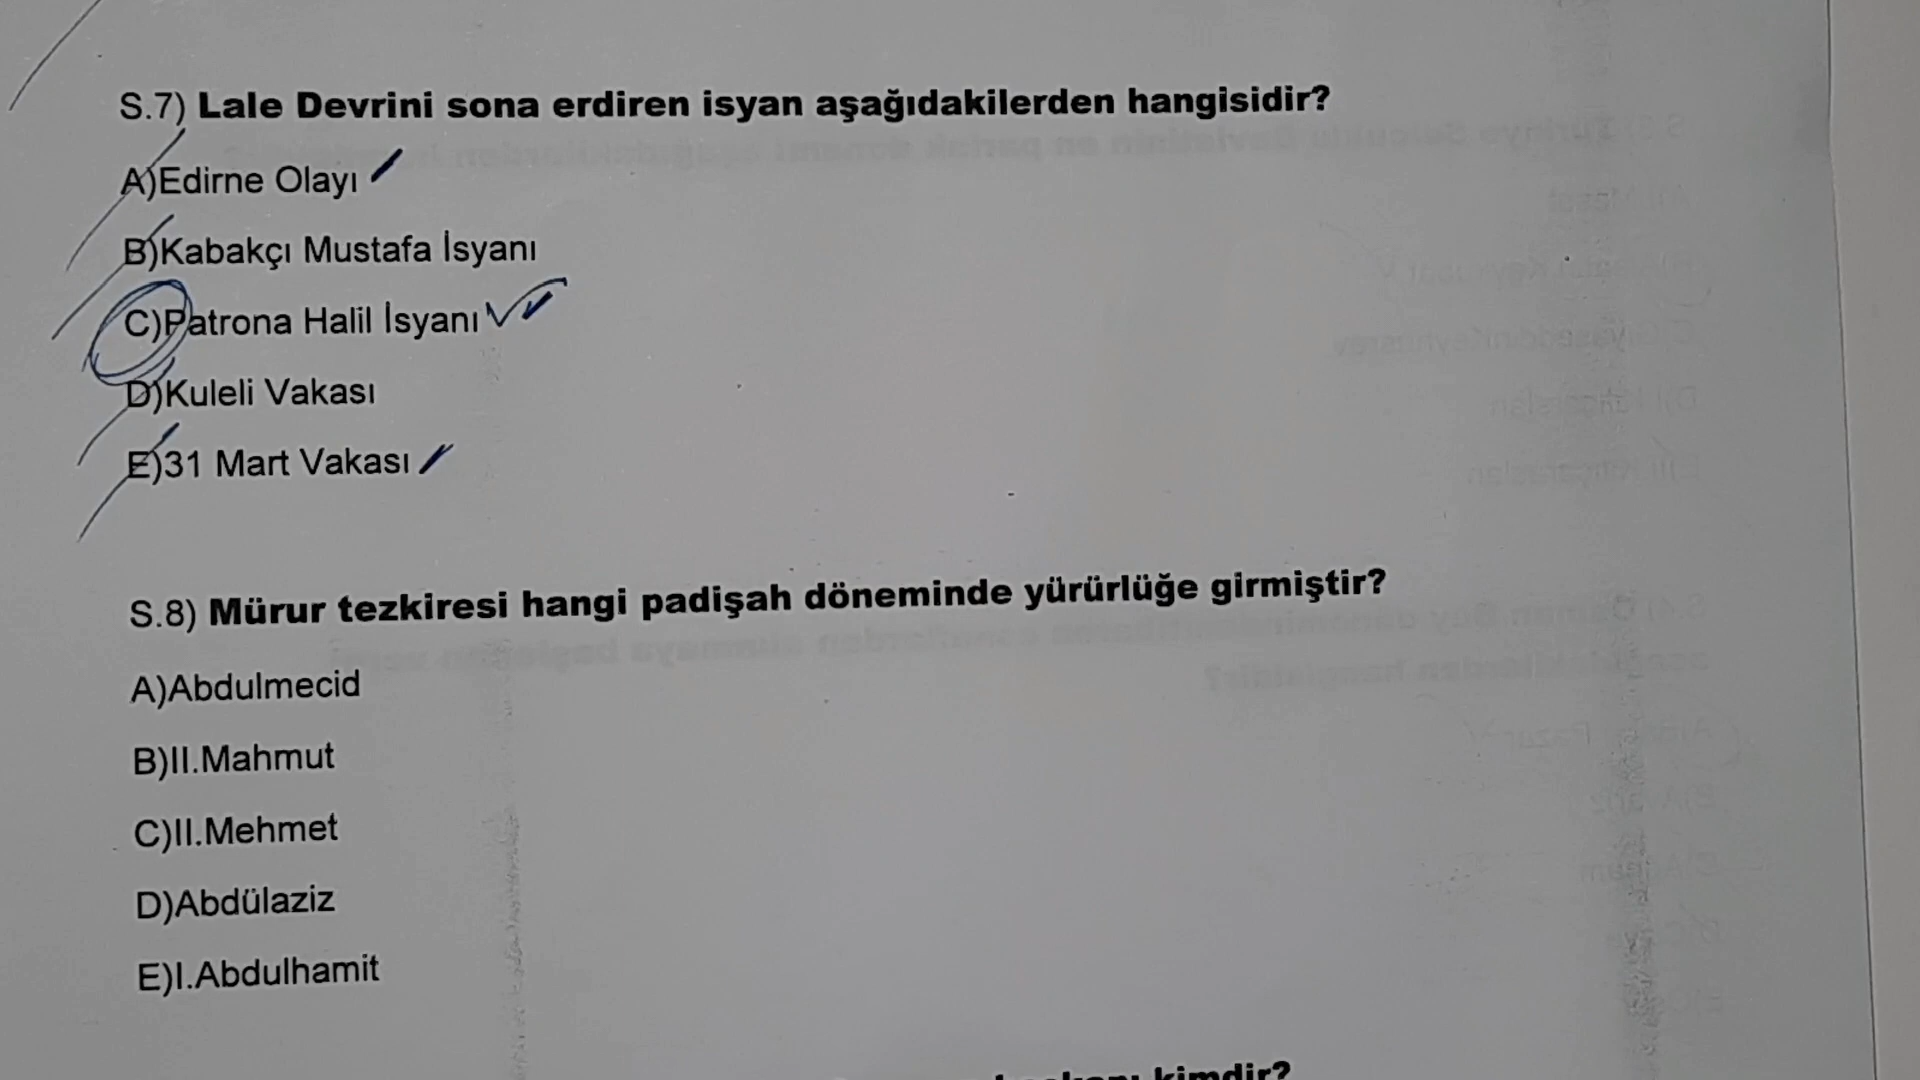 S.7) Lale Devrini sona erdiren isyan aşağıdakilerden hangisidir?
A)Edirne Olayı
B)Kabakçı Mustafa İsyanı
C)Patrona Halil İsyanı
D)Kuleli Vakası
E)31 Mart Vakası
S.8) Mürur tezkiresi hangi padişah döneminde yürürlüğe girmiştir?
A)Abdulmecid
B)II.Mahmut
C)II.Mehmet
D)Abdülaziz
E)I.Abdulhamit
kimdir?